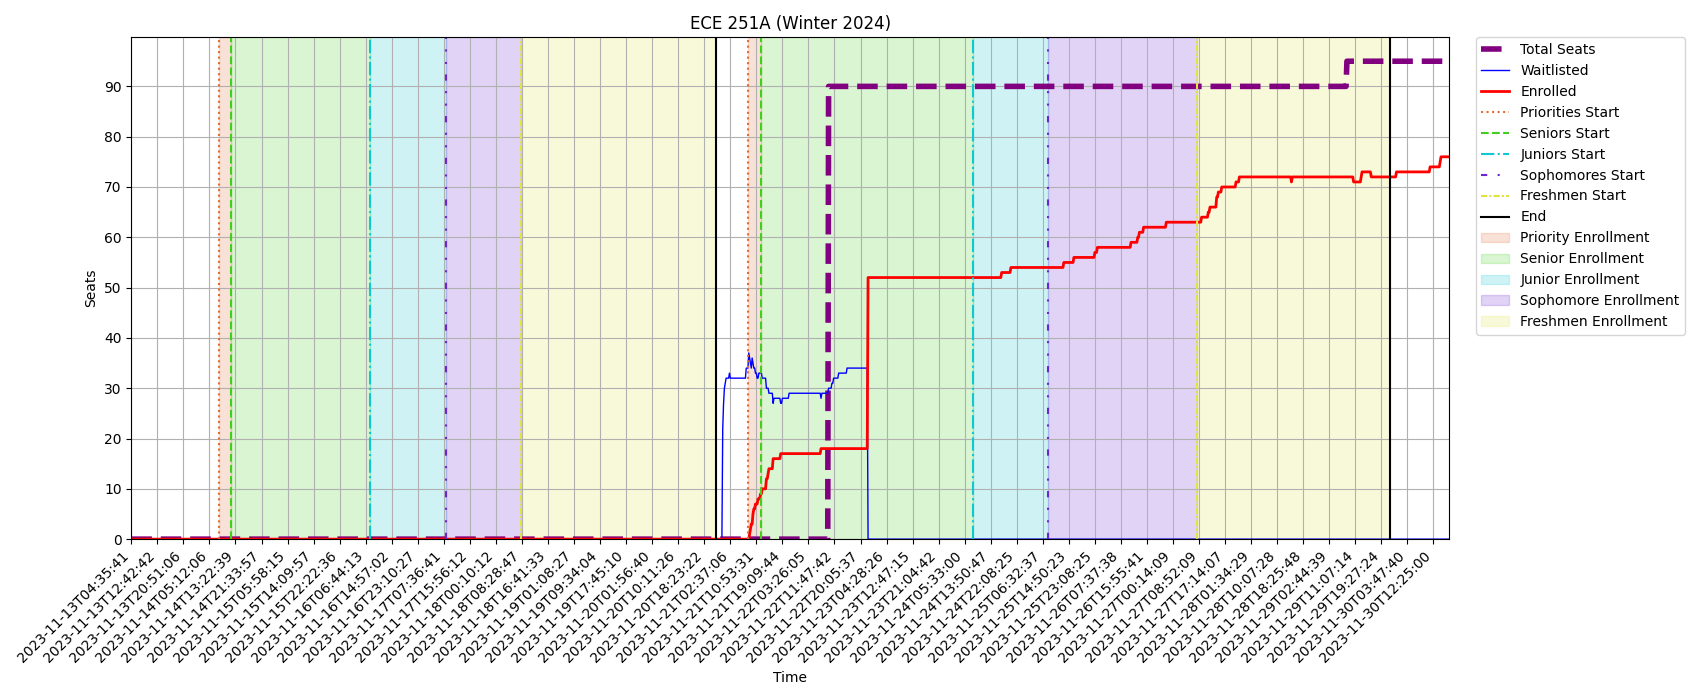 ECE 251A (Winter 2024)
Total Seats
Waitlisted
Enrolled
Priorities Start
Seniors Start
Juniors Start
Sophomores Start
Freshmen Start
End
Priority Enrollment
Senior Enrollment
Junior Enrollment
Sophomore Enrollment
Freshmen Enrollment
Seats
90
80
70
60
50
40
30
20
10
0
2023-11-13T04:35:41
2023-11-13T12:42:42
2023-11-13T20:51:06
2023-11-14T05:12:06
2023-11-14T13:22:39
2023-11-14T21:33:57
2023-11-15T05:58:15
2023-11-15T14:09:57
2023-11-15T22:22:36
2023-11-16T06:44:13
2023-11-16T14:57:02
2023-11-16T23:10:27
2023-11-17T07:36:41
2023-11-17T15:56:12
2023-11-18T00:10:12
2023-11-18T08:28:47
2023-11-18T16:41:33
2023-11-19T01:08:27
2023-11-19T09:34:04
2023-11-19T17:45:10
2023-11-20T01:56:40
2023-11-20T10:11:26
2023-11-20T18:23:22
2023-11-21T02:37:06
2023-11-21T10:53:31
2023-11-21T19:09:44
2023-11-22T03:26:05
2023-11-22T11:47:42
2023-11-22T20:05:37
2023-11-23T04:28:26
2023-11-23T12:47:15
2023-11-23T21:04:42
2023-11-24T05:33:00
2023-11-24T13:50:47
2023-11-24T22:08:25
2023-11-25T06:32:37
2023-11-25T14:50:23
2023-11-25T23:08:25
2023-11-26T07:37:38
2023-11-26T15:55:41
2023-11-27T00:14:09
2023-11-27T08:52:09
2023-11-27T17:14:07
2023-11-28T01:34:29
2023-11-28T10:07:28
2023-11-28T18:25:48
2023-11-29T02:44:39
2023-11-29T11:07:14
2023-11-29T19:27:24
2023-11-30T03:47:40
2023-11-30T12:25:00
Time